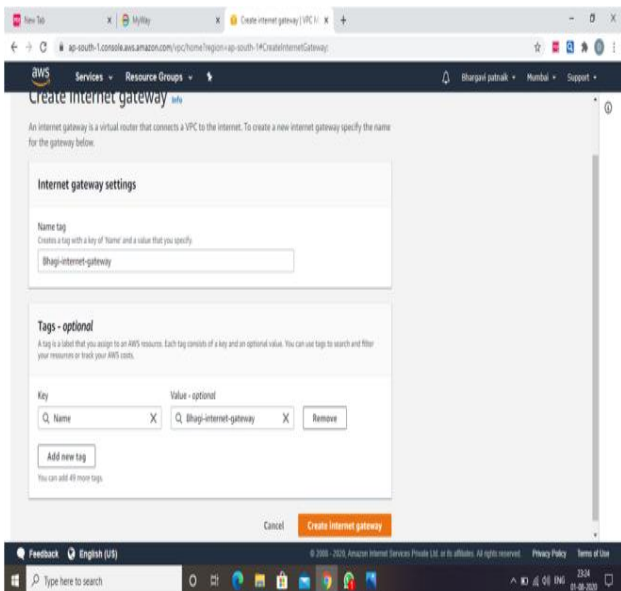 New Tab
MyWay
Create internet gateway | VPC M
ap-south-1.console.aws.amazon.com/vpc/home?region=ap-south-1#CreateInternetGateway:
aws
Services
Resource Groups
Bhargavi patnaik
Mumbai
Support
Create internet gateway Info
An internet gateway is a virtual router that connects a VPC to the internet. To create a new internet gateway specify the name
for the gateway below.
Internet gateway settings
Name tag
Creates a tag with a key of 'Name' and a value that you specify.
Bhagi-internet-gateway
Tags - optional
A tag is a label that you assign to an AWS resource. Each tag consists of a key and an optional value. You can use tags to search and filter
your resources or track your AWS costs.
Key
Value - optional
Name
Bhagi-internet-gateway
Remove
Add new tag
You can add 49 more tags.
Cancel
Create internet gateway
Feedback
English (US)
© 2008 - 2020, Amazon Internet Services Private Ltd. or its affiliates. All rights reserved.
Privacy Policy
Terms of Use
Type here to search
ENG
23:24
01-08-2020